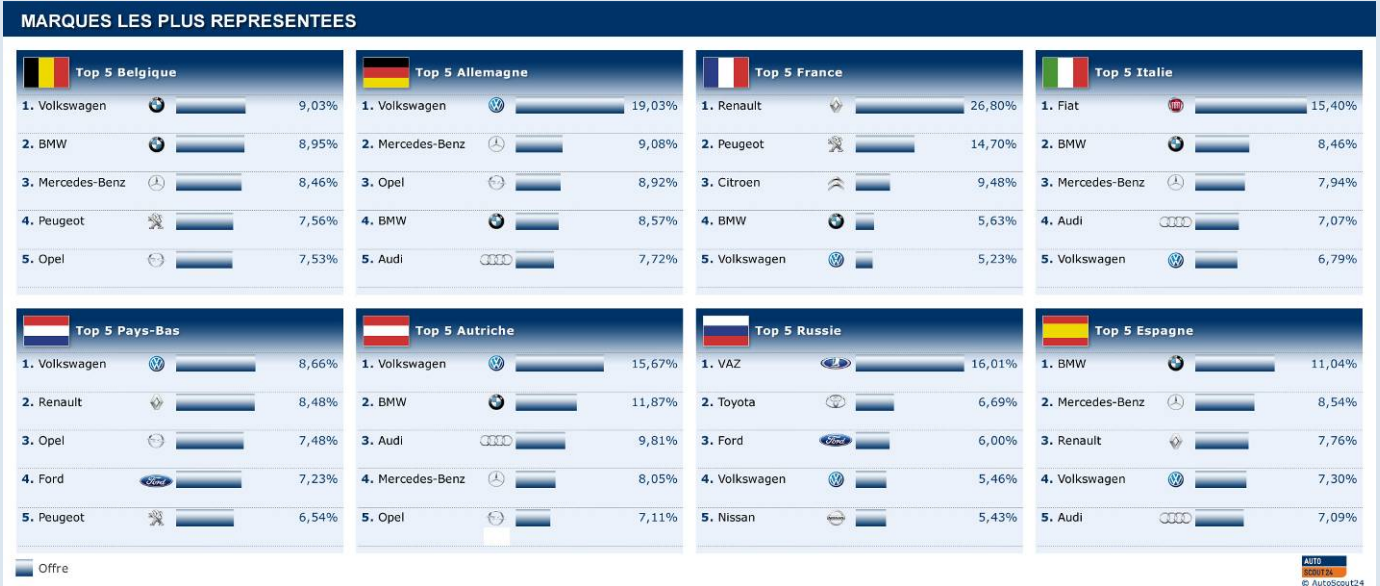 MARQUES LES PLUS REPRESENTEES
Top 5 Belgique
1. Volkswagen 9,03%
2. BMW 8,95%
3. Mercedes-Benz 8,46%
4. Peugeot 7,56%
5. Opel 7,53%
Top 5 Allemagne
1. Volkswagen 19,03%
2. Mercedes-Benz 9,08%
3. Opel 8,92%
4. BMW 8,57%
5. Audi 7,72%
Top 5 France
1. Renault 26,80%
2. Peugeot 14,70%
3. Citroen 9,48%
4. BMW 5,63%
5. Volkswagen 5,23%
Top 5 Italie
1. Fiat 15,40%
2. BMW 8,46%
3. Mercedes-Benz 7,94%
4. Audi 7,07%
5. Volkswagen 6,79%
Top 5 Pays-Bas
1. Volkswagen 8,66%
2. Renault 8,48%
3. Opel 7,48%
4. Ford Ford 7,23%
5. Peugeot 6,54%
Top 5 Autriche
1. Volkswagen 15,67%
2. BMW 11,87%
3. Audi 9,81%
4. Mercedes-Benz 8,05%
5. Opel 7,11%
Top 5 Russie
1. VAZ 16,01%
2. Toyota 6,69%
3. Ford Ford 6,00%
4. Volkswagen 5,46%
5. Nissan 5,43%
Top 5 Espagne
1. BMW 11,04%
2. Mercedes-Benz 8,54%
3. Renault 7,76%
4. Volkswagen 7,30%
5. Audi 7,09%
Offre
AUTO
SCOUT24
© AutoScout24